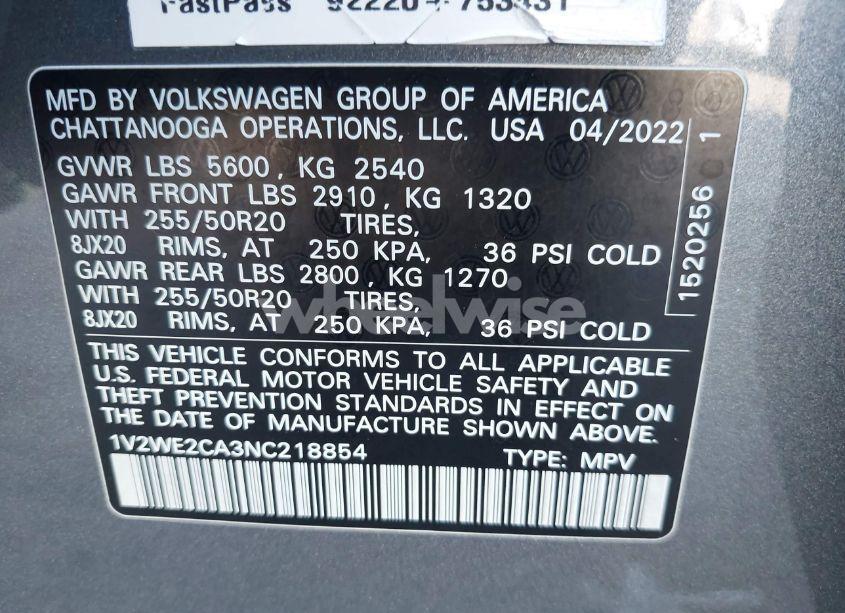 FastPass 92220-753431
MFD BY VOLKSWAGEN GROUP OF AMERICA
CHATTANOOGA OPERATIONS, LLC. USA 04/2022
GVWR LBS 5600 , KG 2540
GAWR FRONT LBS 2910 , KG 1320
WITH 255/50R20 TIRES,
8JX20 RIMS, AT 250 KPA, 36 PSI COLD
GAWR REAR LBS 2800 , KG 1270
WITH 255/50R20 TIRES,
8JX20 RIMS, AT 250 KPA, 36 PSI COLD
1520256 1
wheelwise
THIS VEHICLE CONFORMS TO ALL APPLICABLE
U.S. FEDERAL MOTOR VEHICLE SAFETY AND
THEFT PREVENTION STANDARDS IN EFFECT ON
THE DATE OF MANUFACTURE SHOWN ABOVE.
1V2WE2CA3NC218854 TYPE: MPV